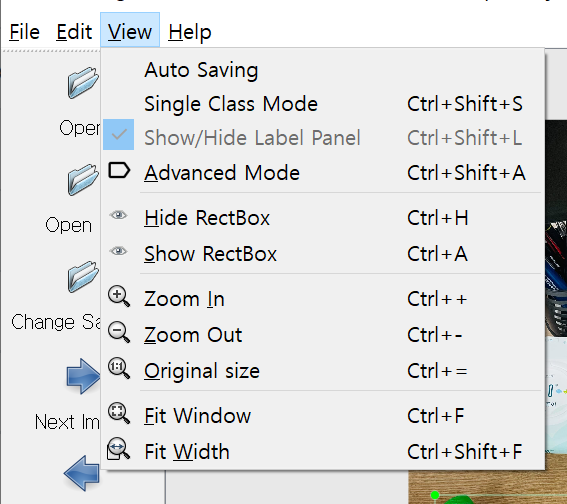 File Edit View Help
Auto Saving
Single Class Mode Ctrl+Shift+S
Show/Hide Label Panel Ctrl+Shift+L
Advanced Mode Ctrl+Shift+A
Hide RectBox Ctrl+H
Show RectBox Ctrl+A
Zoom In Ctrl++
Zoom Out Ctrl+-
Original size Ctrl+=
Fit Window Ctrl+F
Fit Width Ctrl+Shift+F
Open
Open
Change
Next